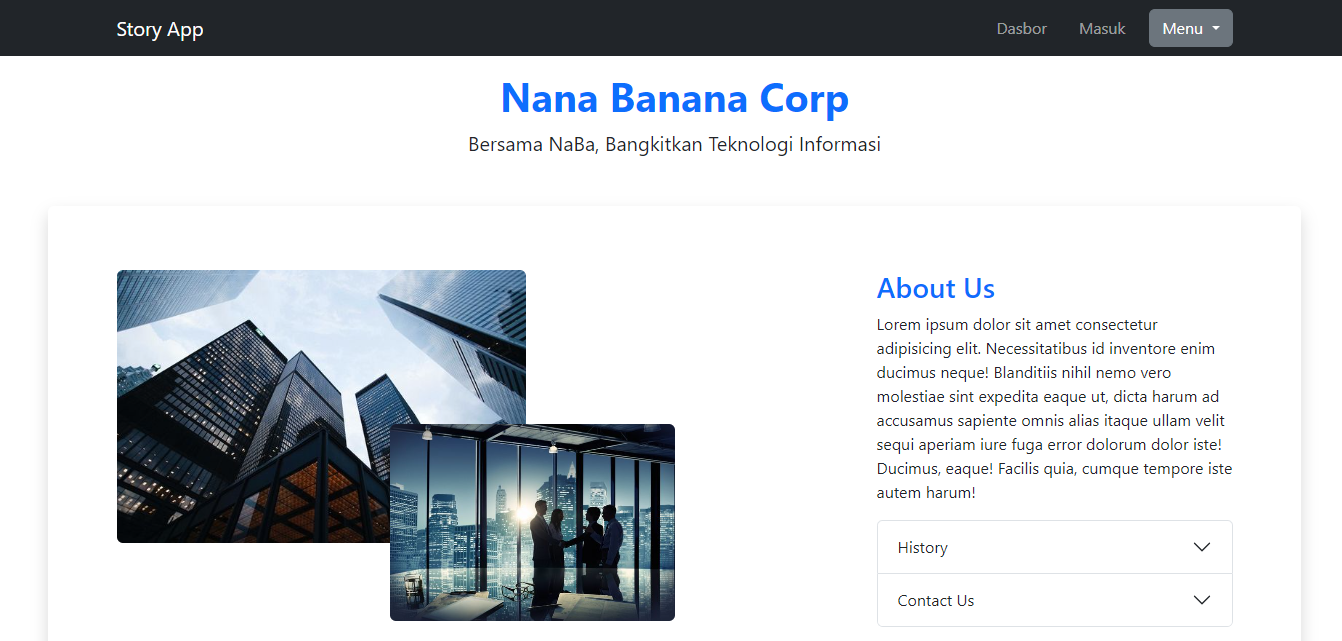 Story App
Dasbor
Masuk
Menu
Nana Banana Corp
Bersama NaBa, Bangkitkan Teknologi Informasi
About Us
Lorem ipsum dolor sit amet consectetur
adipisicing elit. Necessitatibus id inventore enim
ducimus neque! Blanditiis nihil nemo vero
molestiae sint expedita eaque ut, dicta harum ad
accusamus sapiente omnis alias itaque ullam velit
sequi aperiam iure fuga error dolorum dolor iste!
Ducimus, eaque! Facilis quia, cumque tempore iste
autem harum!
History
Contact Us